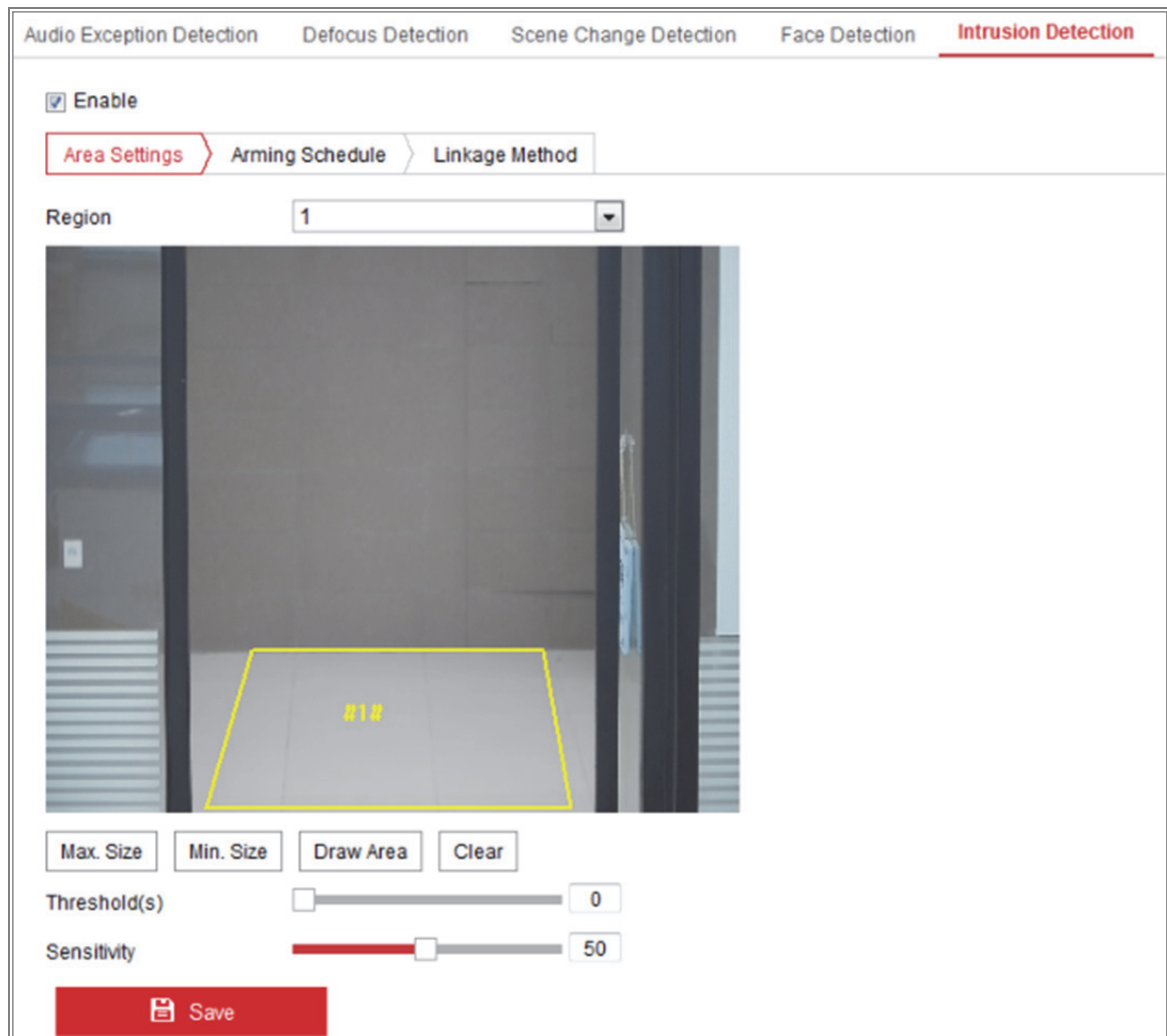 Audio Exception Detection Defocus Detection Scene Change Detection Face Detection Intrusion Detection
Enable
Area Settings Arming Schedule Linkage Method
Region 1
#1#
Max. Size Min. Size Draw Area Clear
Threshold(s) 0
Sensitivity 50
Save